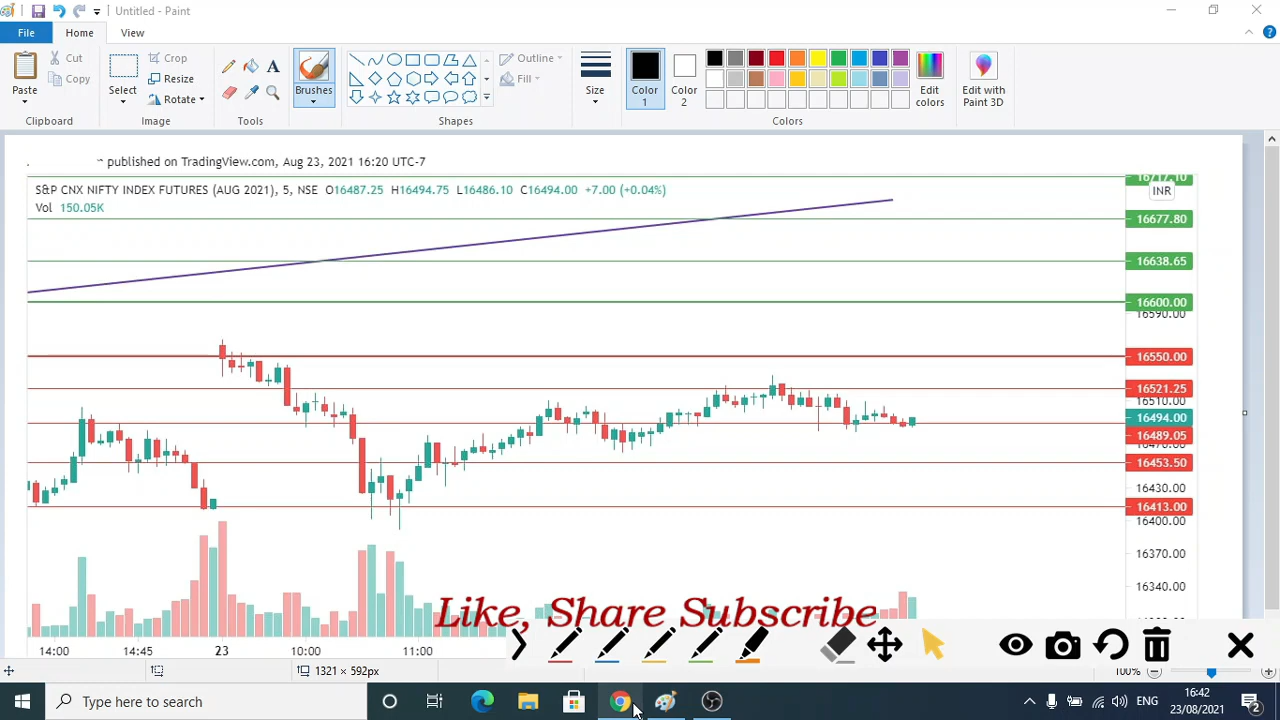 Untitled - Paint
File Home View
Paste
Cut
Copy
Clipboard
Select
Crop
Resize
Rotate
Image
Tools
Brushes
Shapes
Outline
Fill
Size
Color 1
Color 2
Edit colors
Colors
Edit with Paint 3D
published on TradingView.com, Aug 23, 2021 16:20 UTC-7
S&P CNX NIFTY INDEX FUTURES (AUG 2021), 5, NSE O16487.25 H16494.75 L16486.10 C16494.00 +7.00 (+0.04%)
Vol 150.05K
16717.10
INR
16677.80
16638.65
16600.00
16590.00
16550.00
16521.25
16510.00
16494.00
16489.05
16470.00
16453.50
16430.00
16413.00
16400.00
16370.00
16340.00
Like, Share Subscribe
14:00 14:45 23 10:00 11:00
1321 × 592px
100%
Type here to search
ENG
16:42
23/08/2021
2